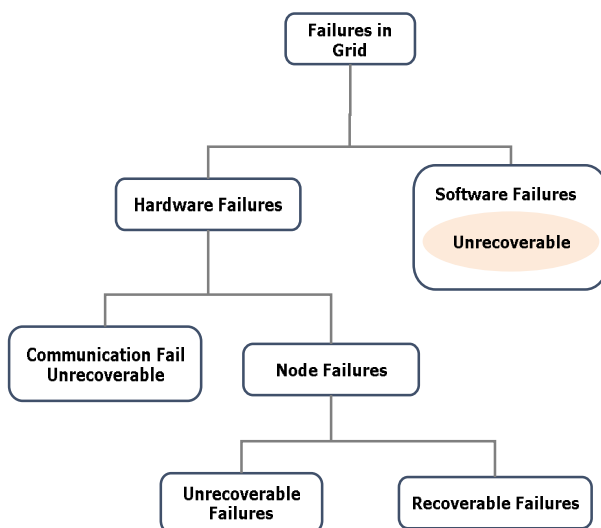 Failures in
Grid
Hardware Failures
Software Failures
Unrecoverable
Communication Fail
Unrecoverable
Node Failures
Unrecoverable
Failures
Recoverable Failures